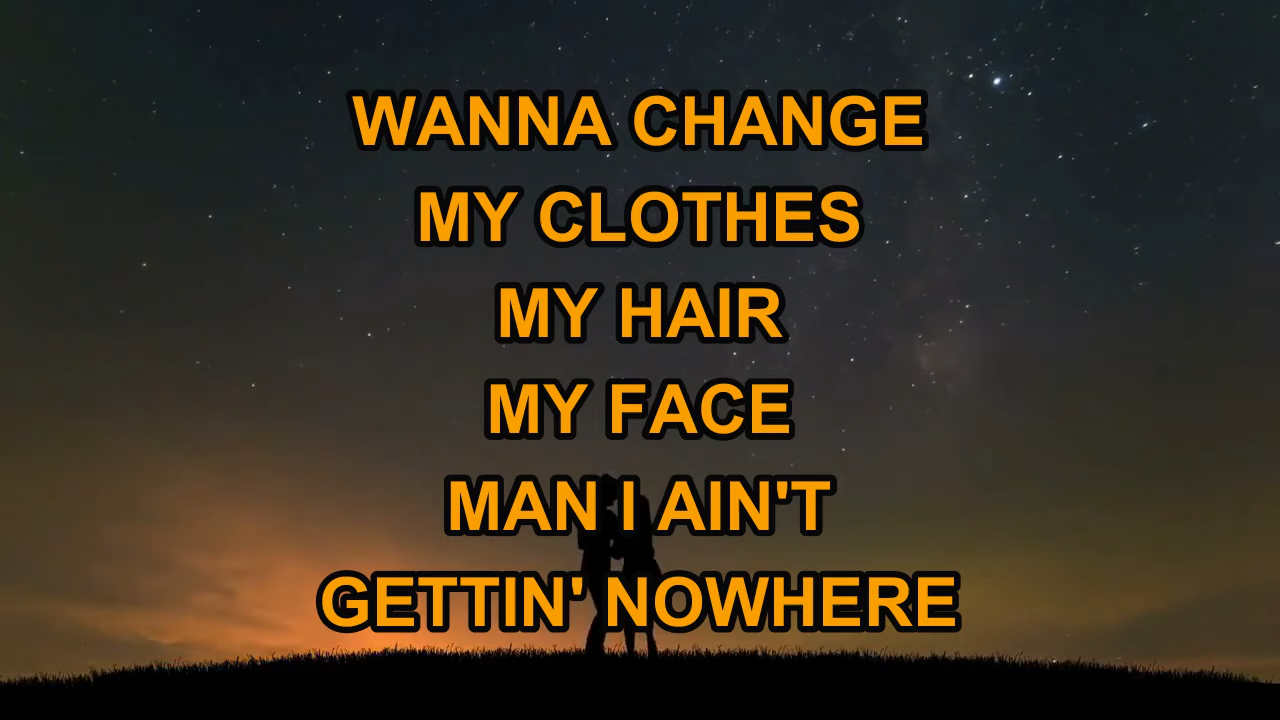 WANNA CHANGE
MY CLOTHES
MY HAIR
MY FACE
MAN I AIN'T
GETTIN' NOWHERE